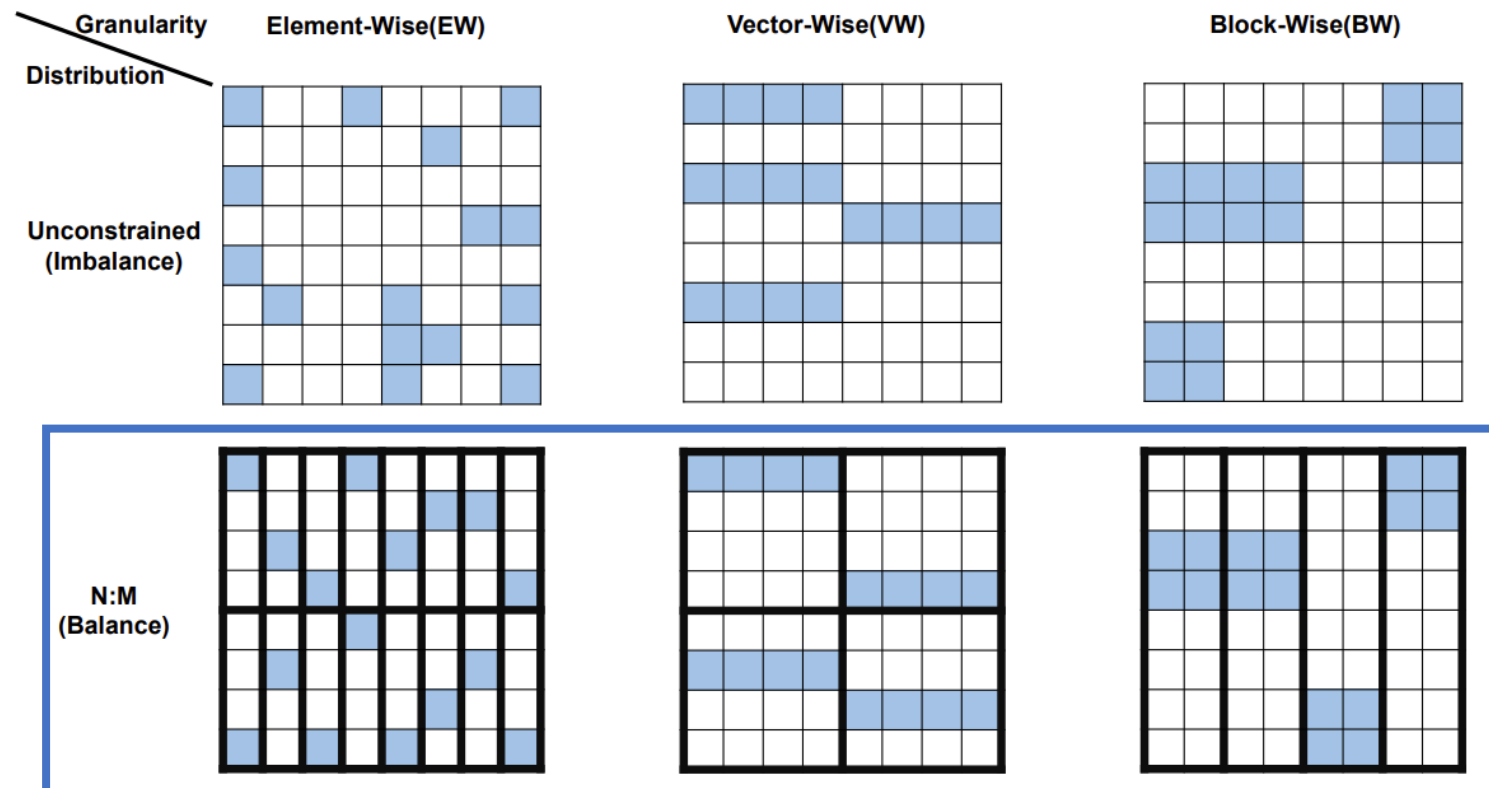 Granularity
Element-Wise(EW)
Vector-Wise(VW)
Block-Wise(BW)
Distribution
Unconstrained
(Imbalance)
N:M
(Balance)